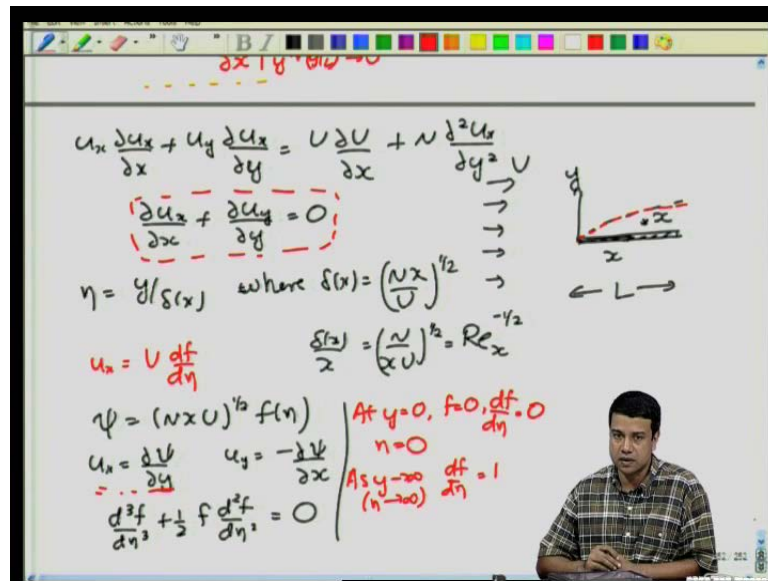 B I
u_x ∂u_x/∂x + u_y ∂u_x/∂y = U ∂U/∂x + ν ∂²u_x/∂y²
U
y
∂u_x/∂x + ∂u_y/∂y = 0
x
x
η = y/δ(x) where δ(x) = (νx/U)^{1/2}
← L →
u_x = U df/dη
δ(x)/x = (ν/xU)^{1/2} = Re_x^{-1/2}
ψ = (νxU)^{1/2} f(η)
At y=0, f=0, df/dη=0
η=0
u_x = ∂ψ/∂y u_y = -∂ψ/∂x
As y→∞ df/dη = 1
(η→∞)
d³f/dη³ + 1/2 f d²f/dη² = 0